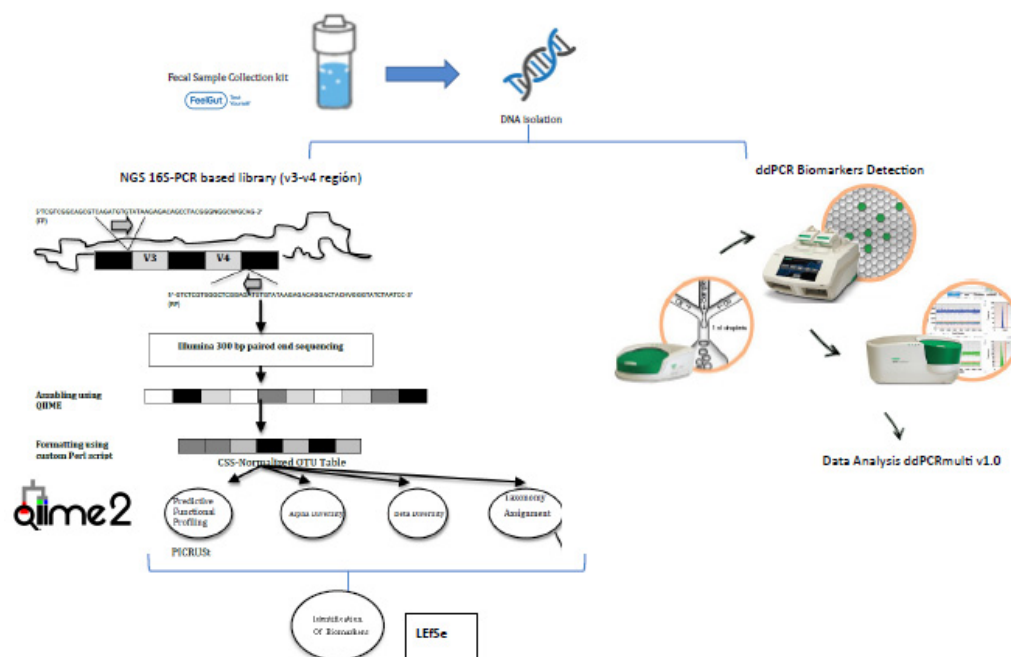 Fecal Sample Collection kit
FeelGut Test Yourself
DNA isolation
NGS 16S-PCR based library (v3-v4 región)
(FP)
V3 V4
(RP)
Illumina 300 bp paired end sequencing
QIIME
Formatting using
custom Perl script
CSS-Normalized OTU Table
Qiime2
Predictive
Functional
Profiling
Alpha Diversity
Beta Diversity
Taxonomy
Assignment
PICRUSt
Identification
Of Biomarkers
LEfSe
ddPCR Biomarkers Detection
droplets
Data Analysis ddPCRmulti v1.0